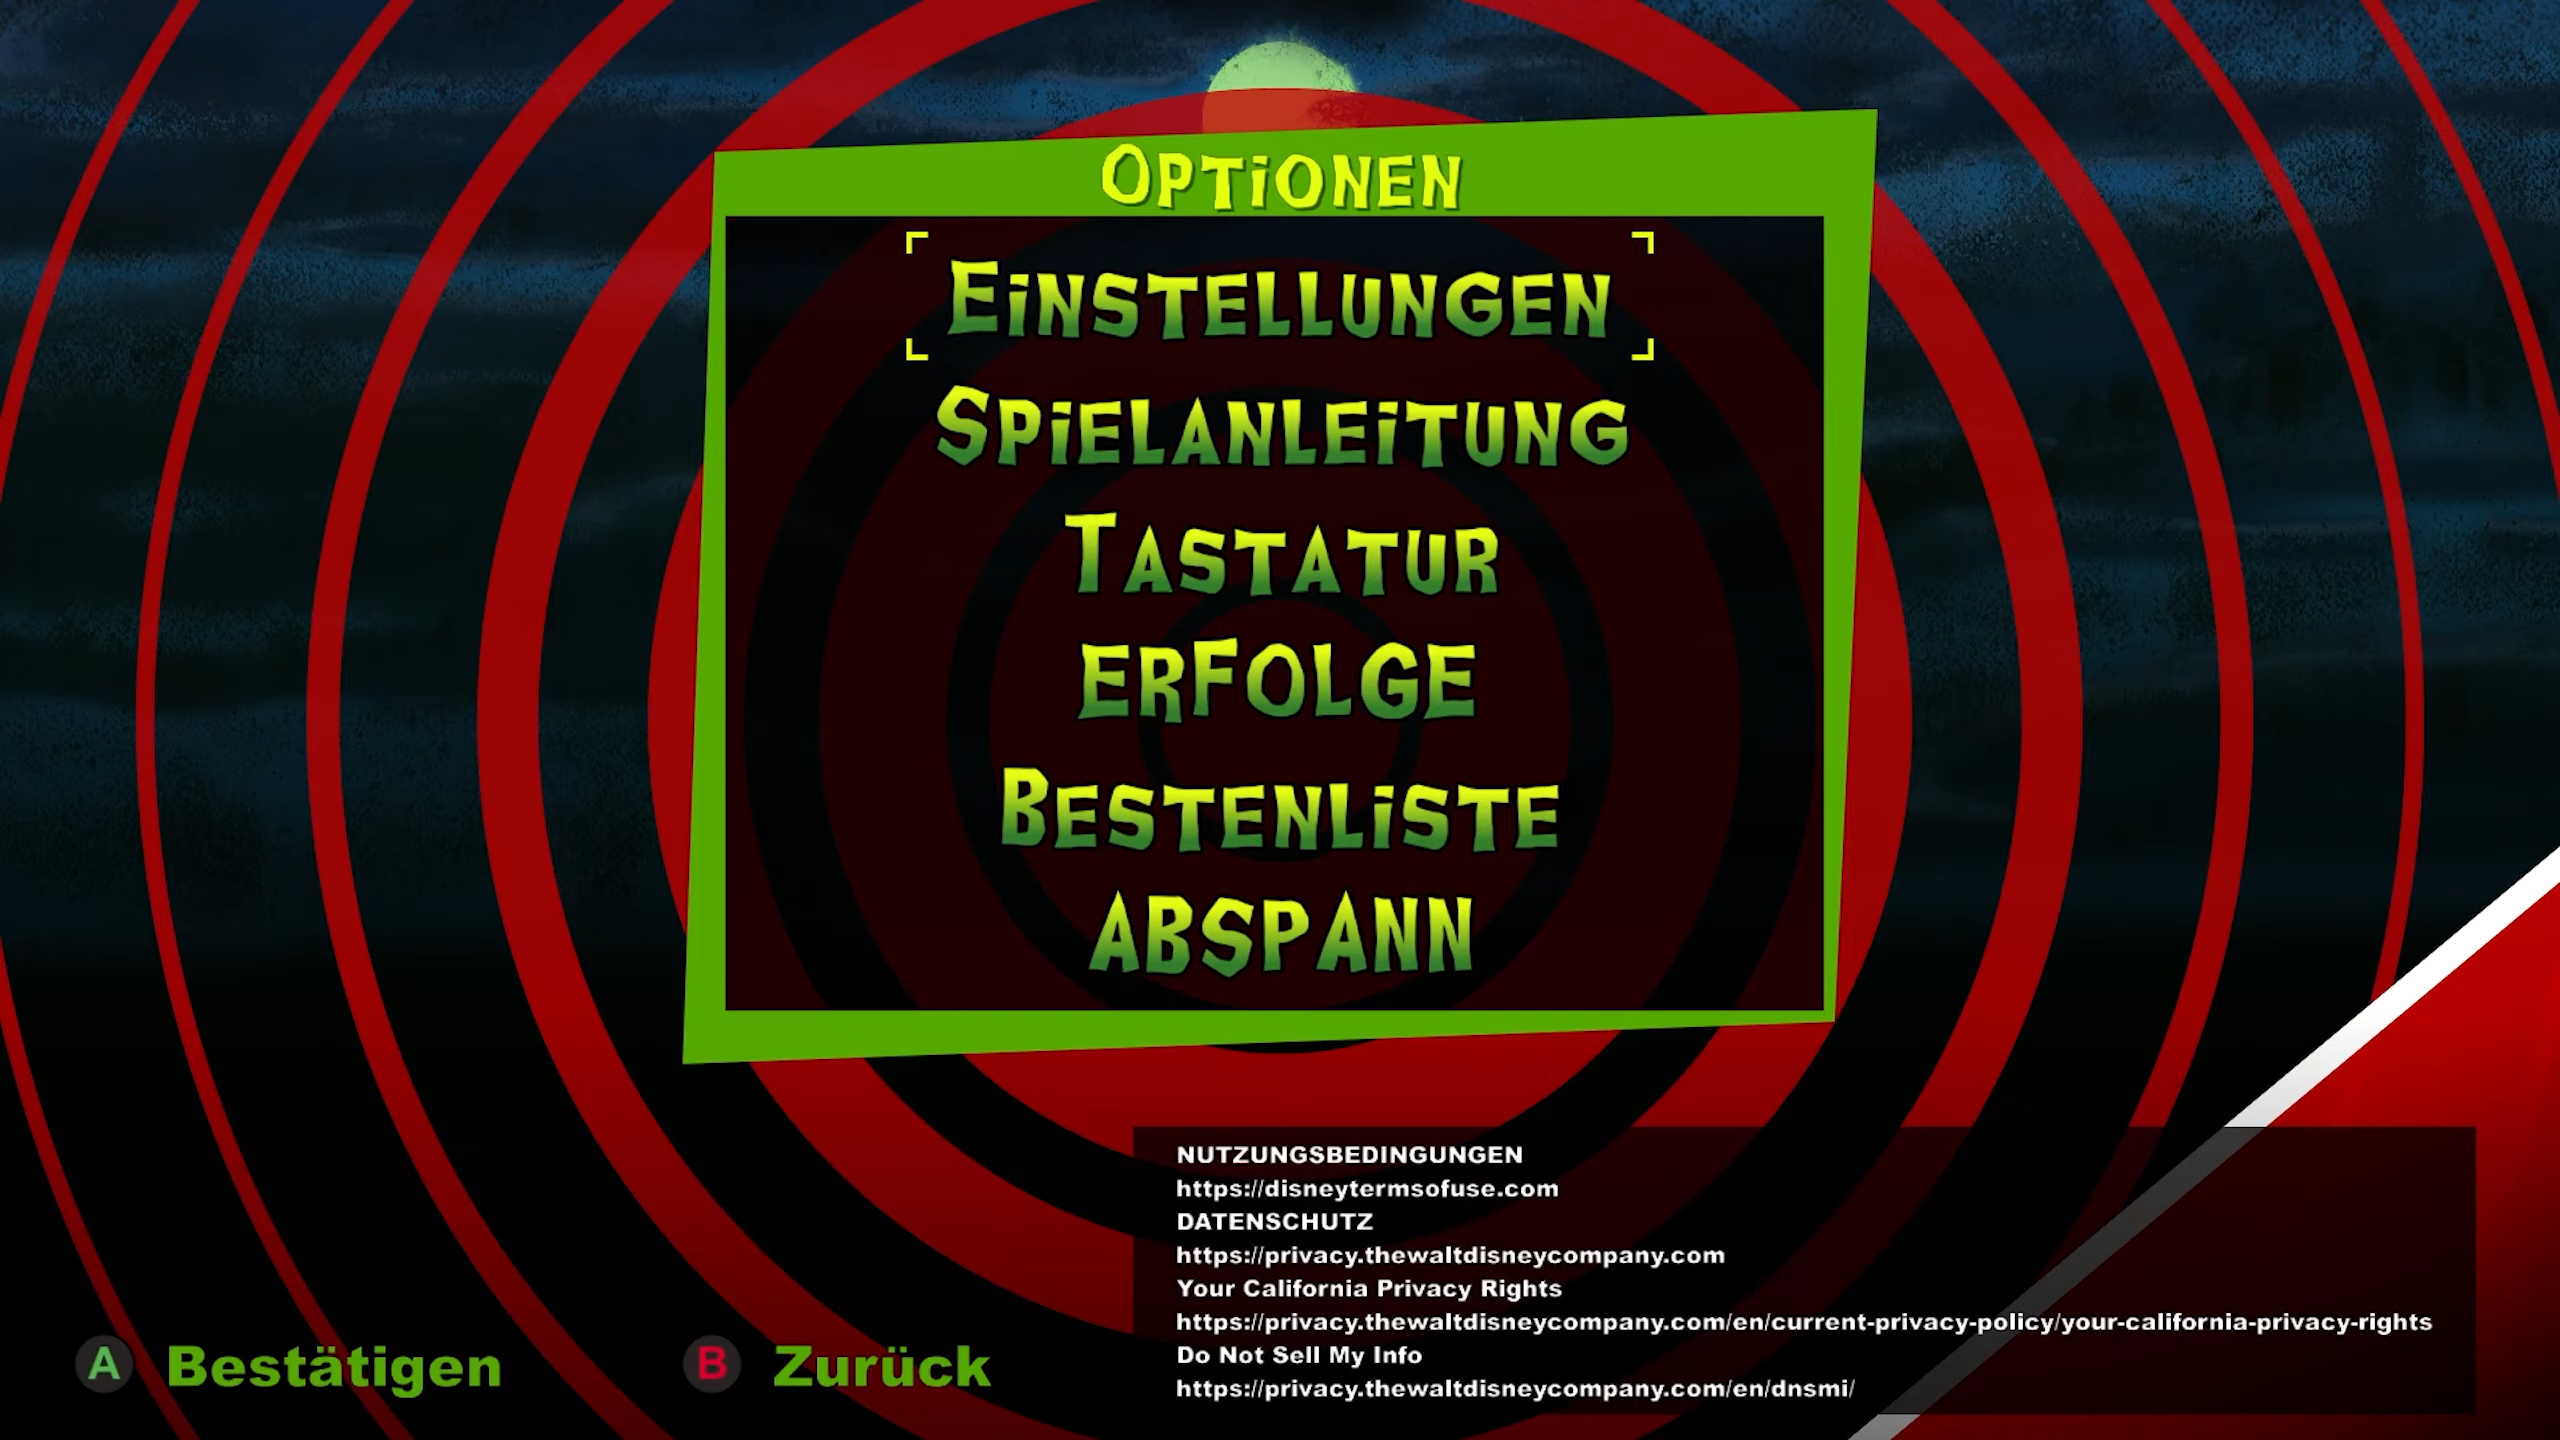 OPTiONEN
EiNSTELLUNGEN
SPiELANLEiTUNG
TASTATUR
ERFOLGE
BESTENLiSTE
ABSPANN
NUTZUNGSBEDINGUNGEN
https://disneytermsofuse.com
DATENSCHUTZ
https://privacy.thewaltdisneycompany.com
Your California Privacy Rights
https://privacy.thewaltdisneycompany.com/en/current-privacy-policy/your-california-privacy-rights
Do Not Sell My Info
https://privacy.thewaltdisneycompany.com/en/dnsmi/
A Bestätigen B Zurück